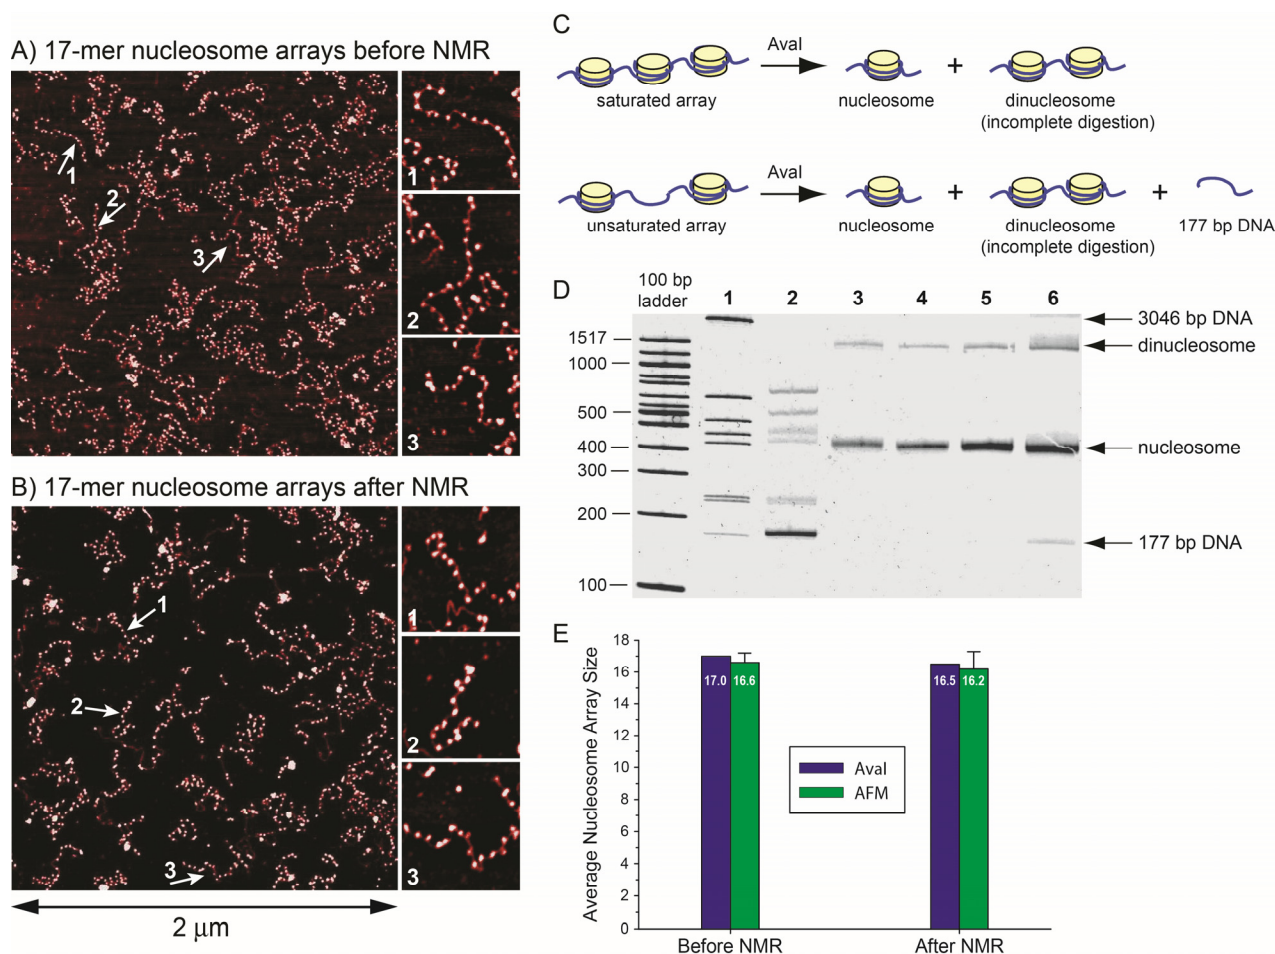 A) 17-mer nucleosome arrays before NMR
1
2
3
1
2
3
B) 17-mer nucleosome arrays after NMR
1
2
3
1
2
3
2 μm
C
AvaI
saturated array
nucleosome
+
dinucleosome
(incomplete digestion)
AvaI
unsaturated array
nucleosome
+
dinucleosome
(incomplete digestion)
+
177 bp DNA
D
100 bp
ladder
1 2 3 4 5 6
1517
1000
500
400
300
200
100
3046 bp DNA
dinucleosome
nucleosome
177 bp DNA
E
Average Nucleosome Array Size
18
16
14
12
10
8
6
4
2
0
17.0 16.6
16.5 16.2
AvaI
AFM
Before NMR
After NMR